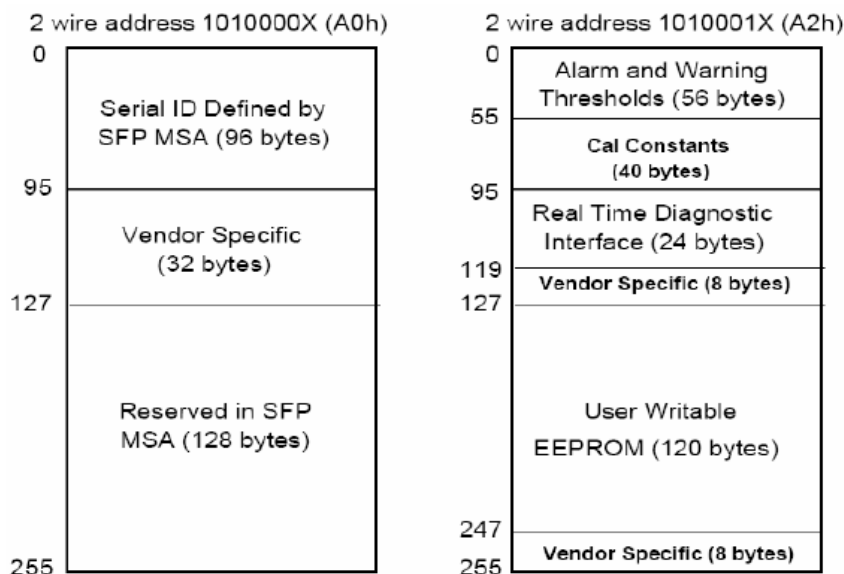 2 wire address 1010000X (A0h)
0
Serial ID Defined by
SFP MSA (96 bytes)
95
Vendor Specific
(32 bytes)
127
Reserved in SFP
MSA (128 bytes)
255
2 wire address 1010001X (A2h)
0
Alarm and Warning
Thresholds (56 bytes)
55
Cal Constants
(40 bytes)
95
Real Time Diagnostic
Interface (24 bytes)
119
Vendor Specific (8 bytes)
127
User Writable
EEPROM (120 bytes)
247
Vendor Specific (8 bytes)
255